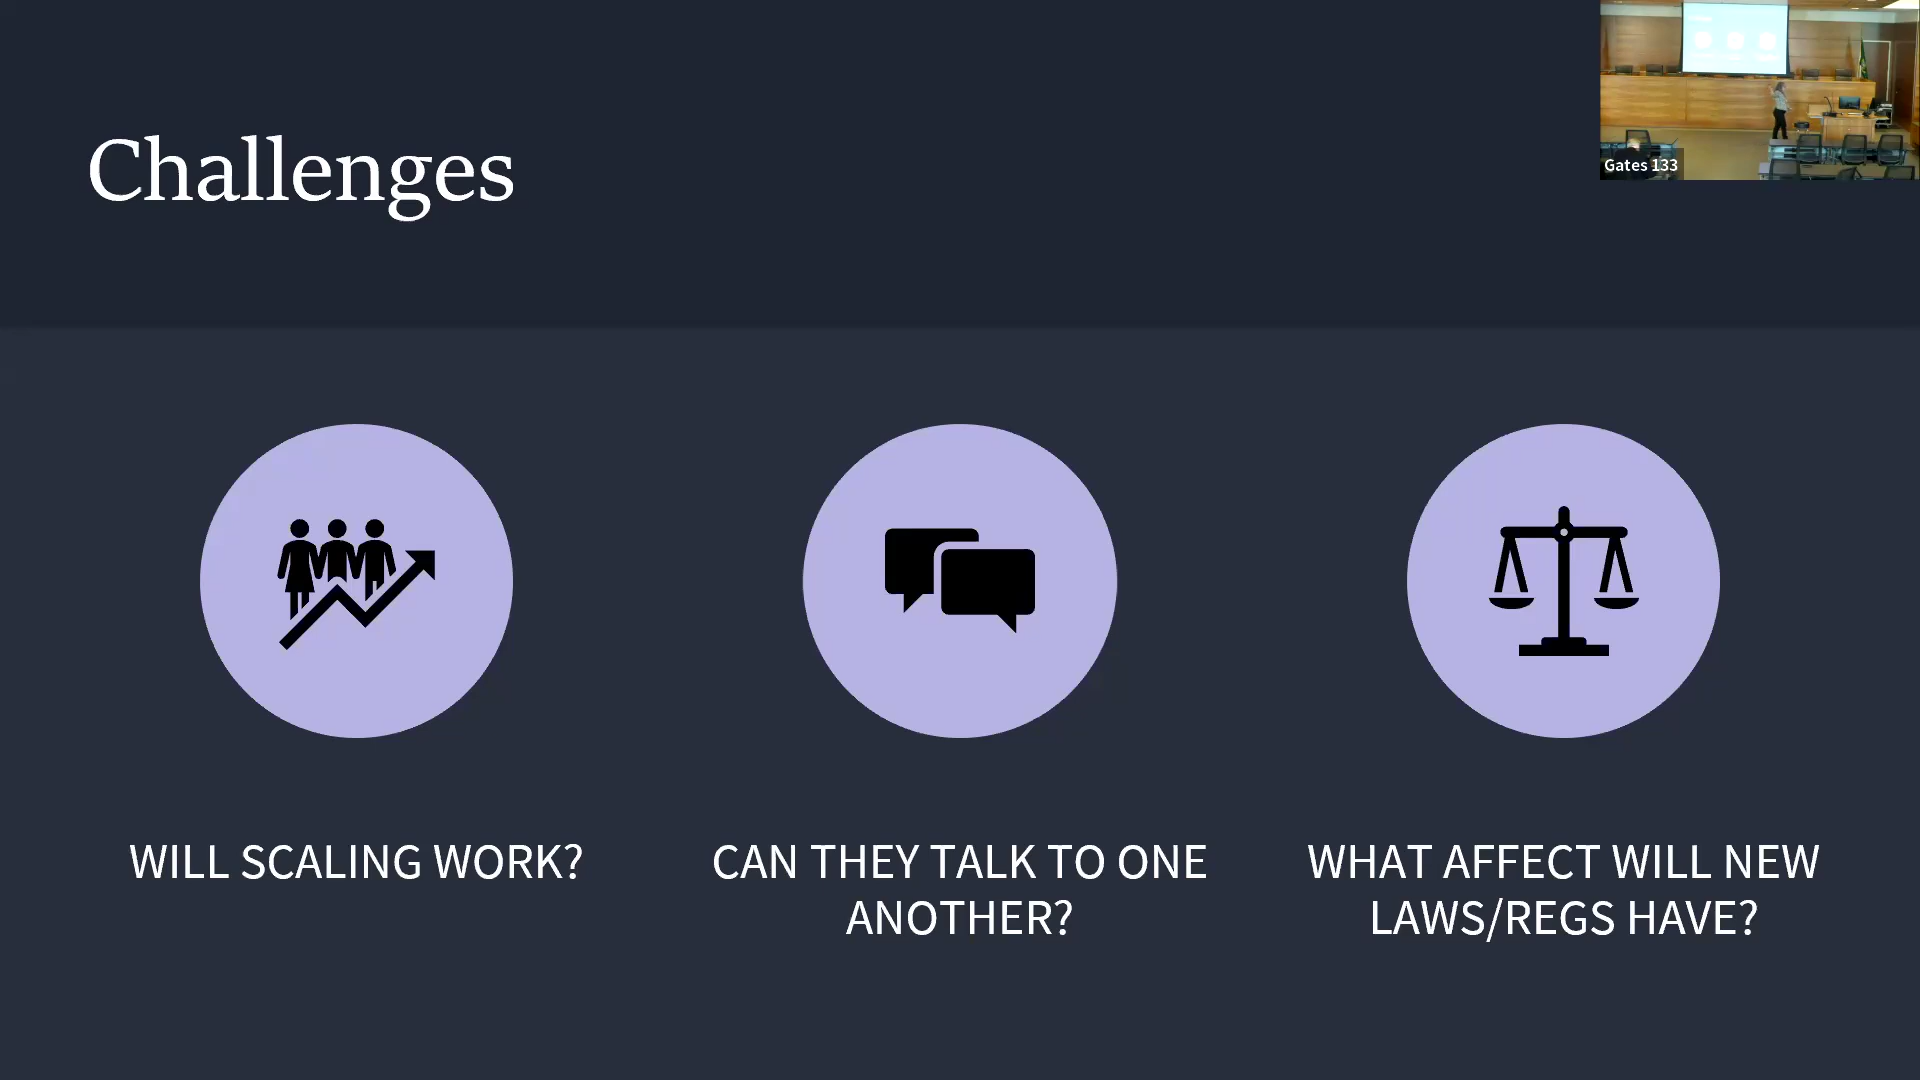 Challenges
Gates 133
WILL SCALING WORK?
CAN THEY TALK TO ONE
ANOTHER?
WHAT AFFECT WILL NEW
LAWS/REGS HAVE?